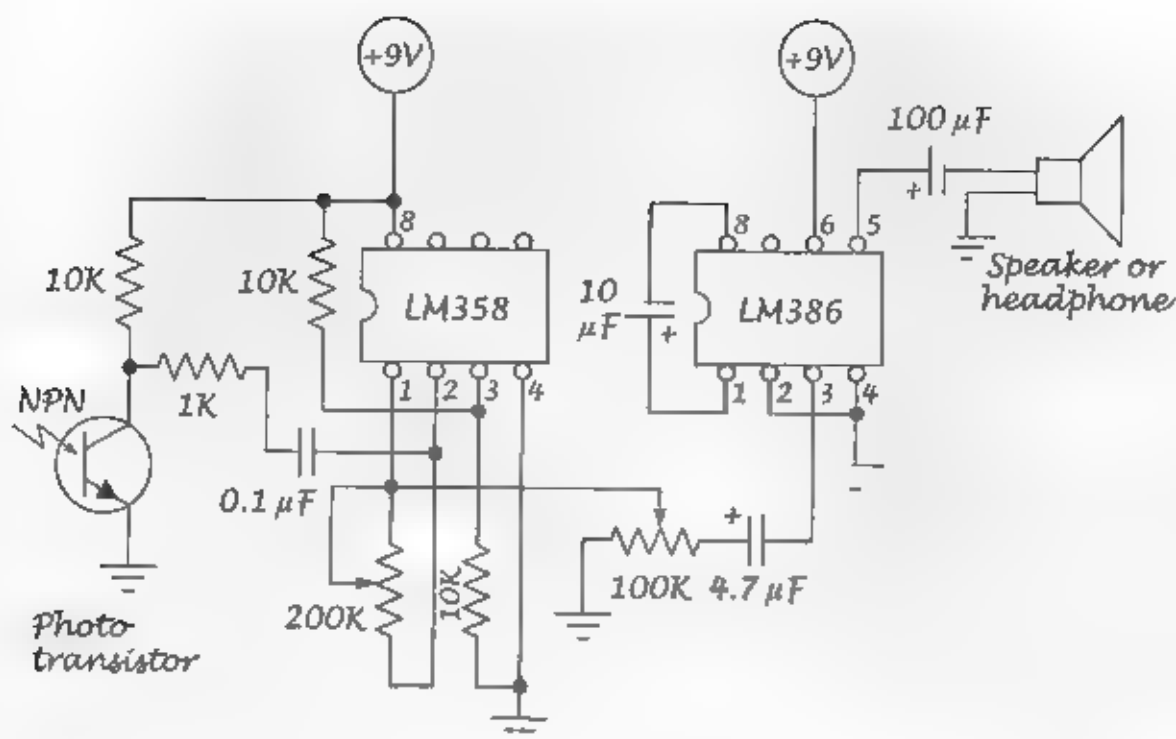 +9V
+9V
100 μF
+
8
8
6
5
10K
10K
LM358
10
μF
+
LM386
Speaker or
headphone
NPN
1K
1
2
3
4
1
2
3
4
0.1 μF
+
200K
10K
100K
4.7 μF
Photo-
transistor